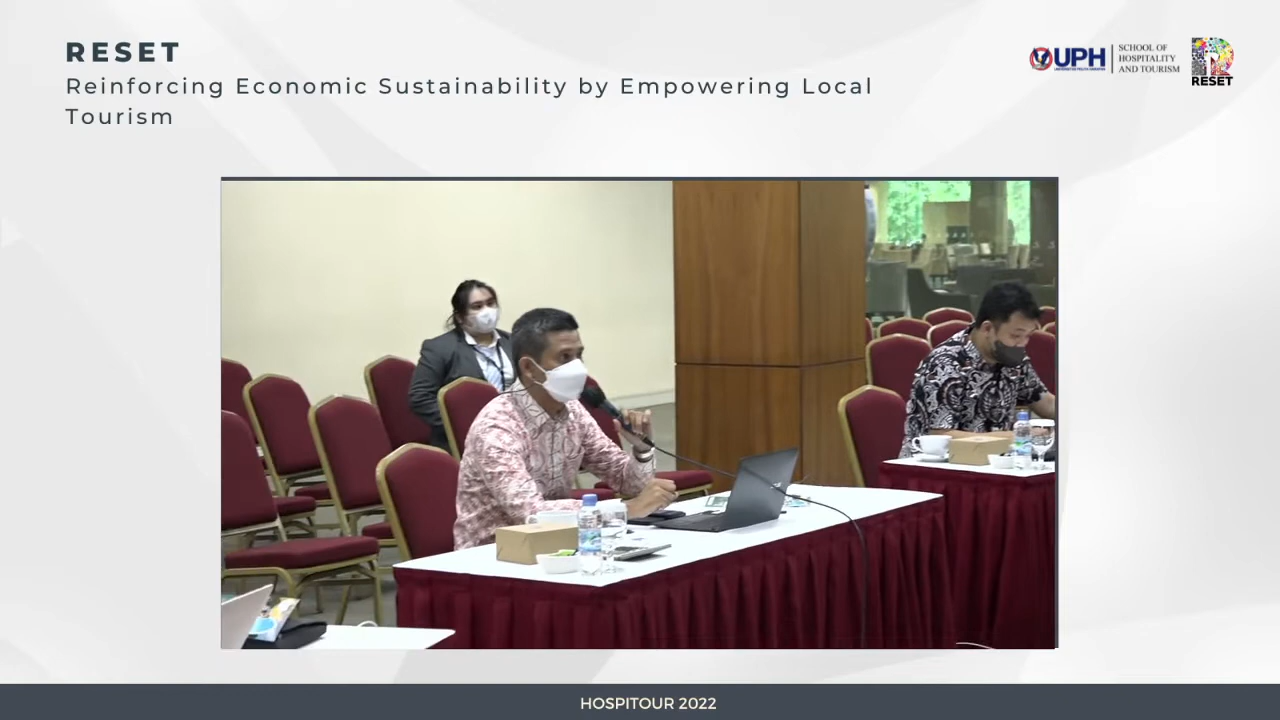 RESET
Reinforcing Economic Sustainability by Empowering Local
Tourism
UPH
SCHOOL OF
HOSPITALITY
AND TOURISM
RESET
HOSPITOUR 2022